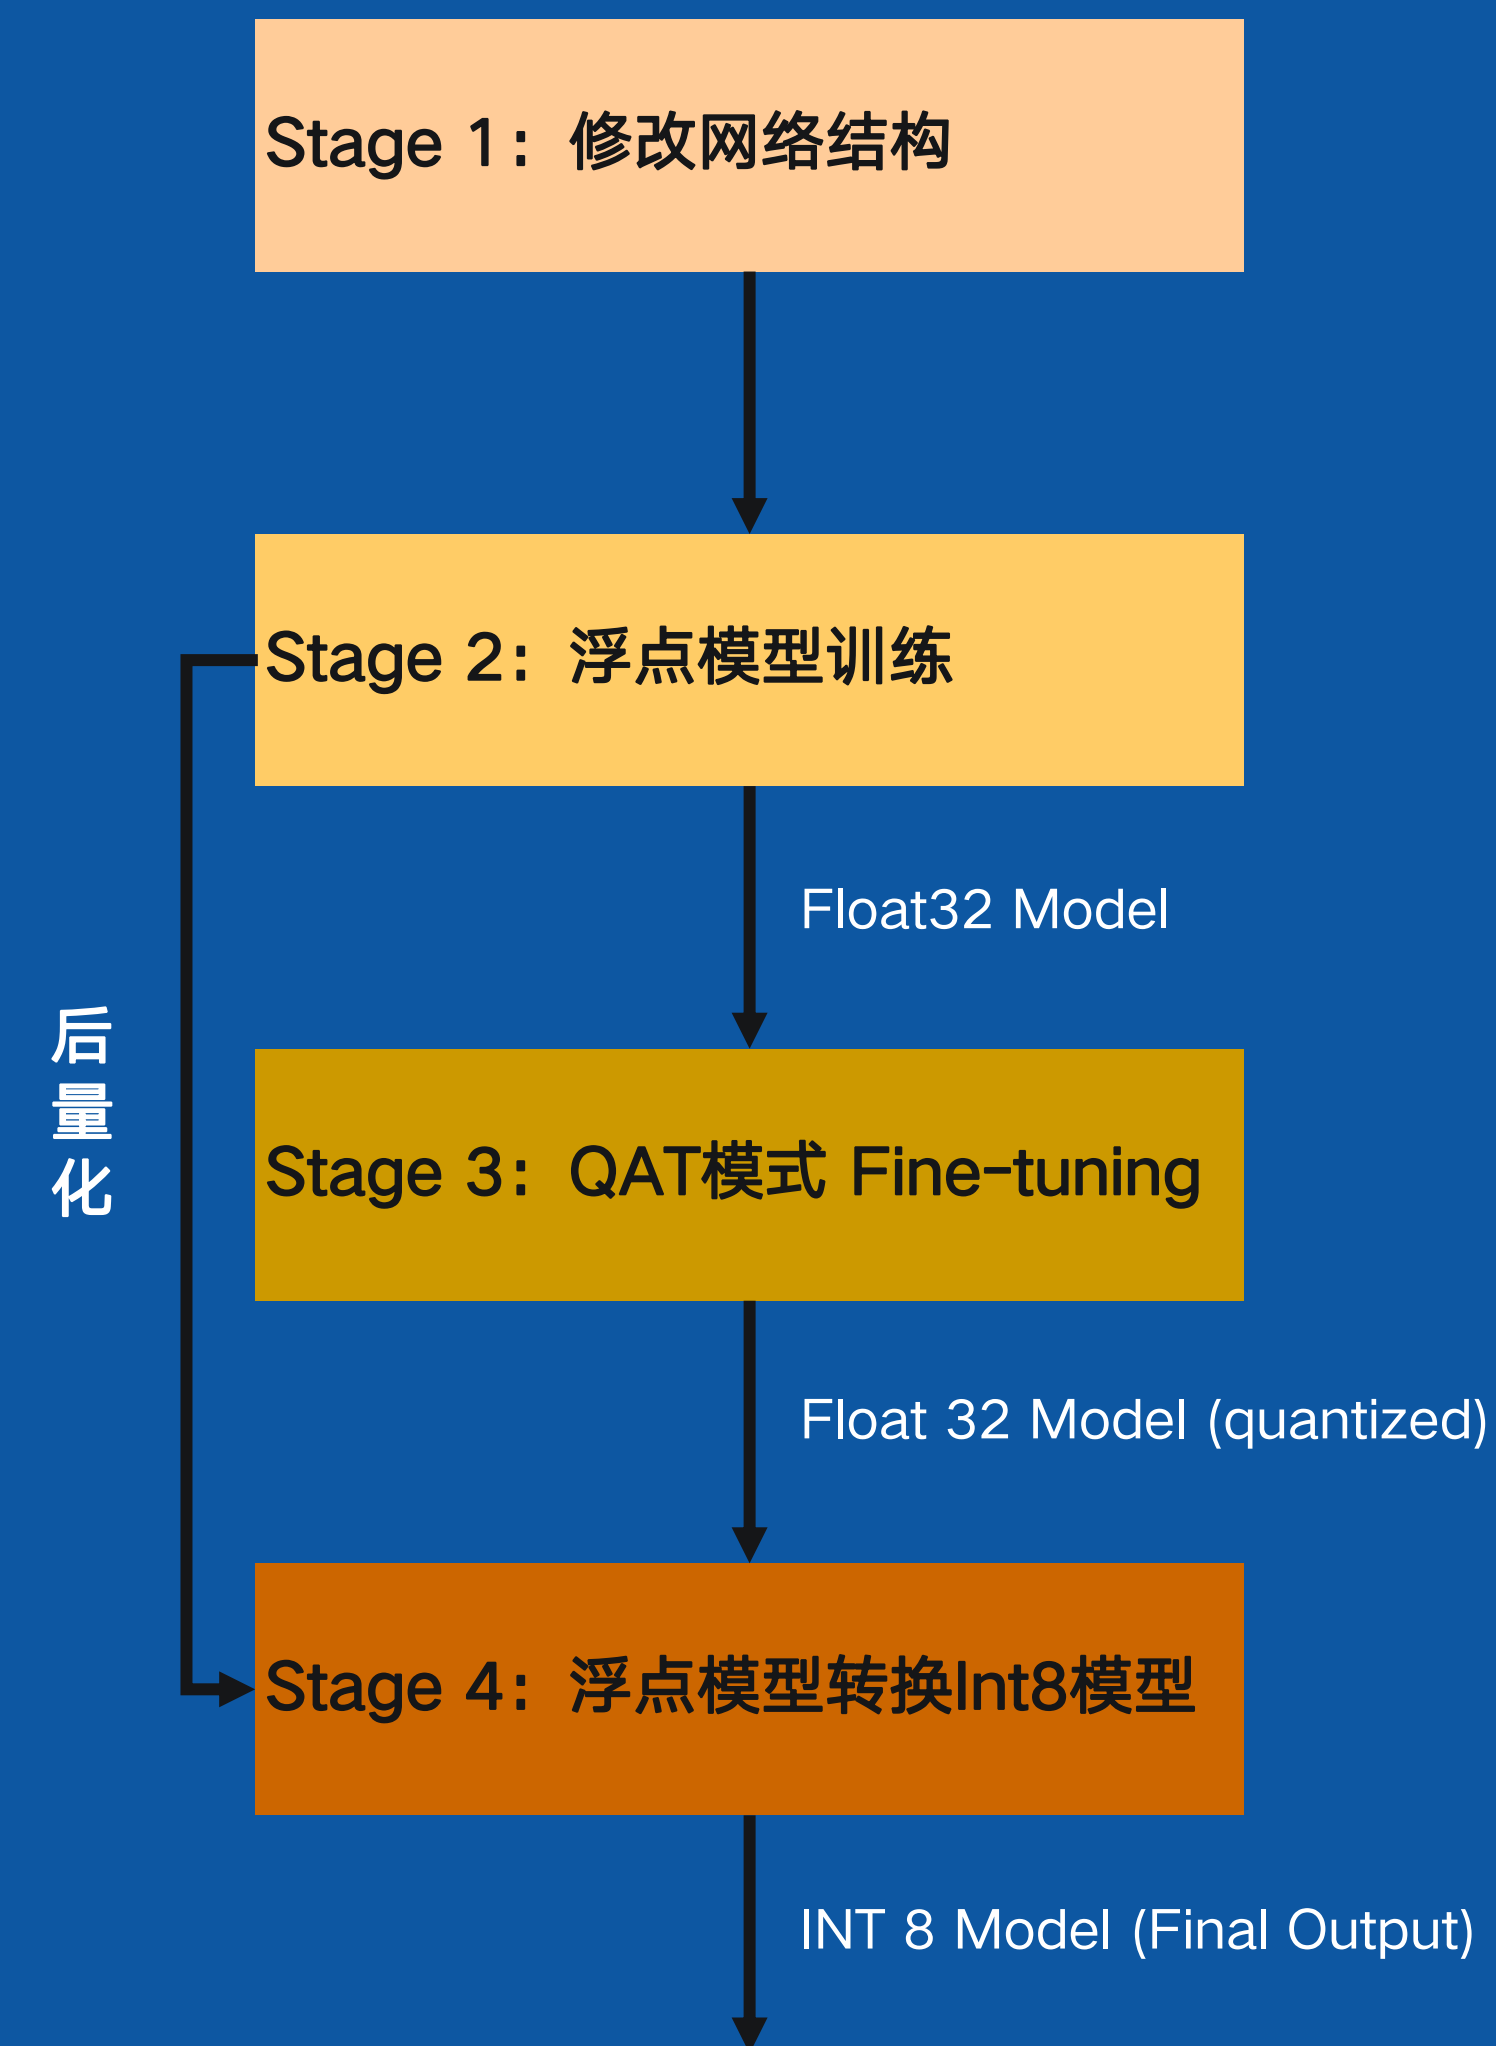 Stage 1：修改网络结构
Stage 2：浮点模型训练
Float32 Model
后
量
化
Stage 3：QAT模式 Fine-tuning
Float 32 Model (quantized)
Stage 4：浮点模型转换Int8模型
INT 8 Model (Final Output)